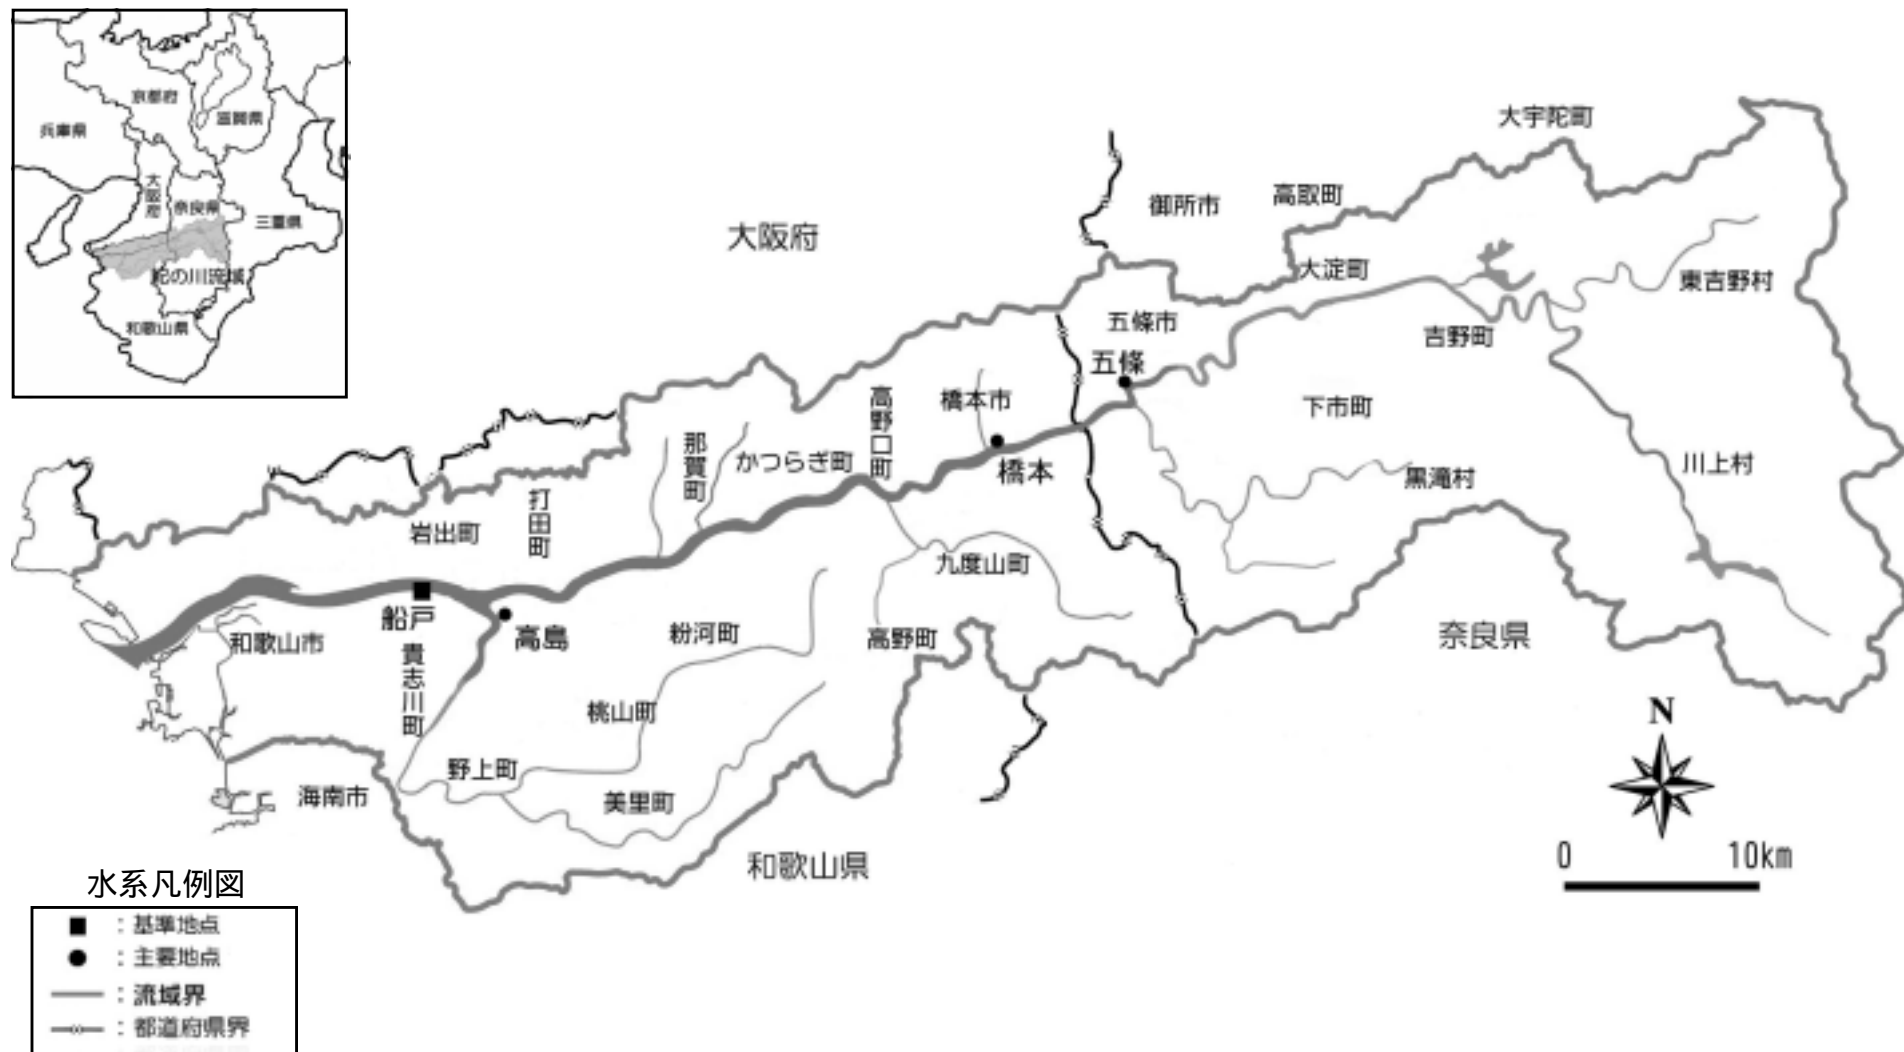 京都府
滋賀県
兵庫県
大阪府
奈良県
三重県
紀の川流域
和歌山県
大宇陀町
御所市
高取町
大阪府
大淀町
東吉野村
五條市
吉野町
五條
高野口町
橋本市
下市町
那賀町
かつらぎ町
橋本
黒滝村
川上村
打田町
岩出町
九度山町
船戸
高島
粉河町
高野町
奈良県
和歌山市
貴志川町
桃山町
N
野上町
海南市
美里町
和歌山県
0 10km
水系凡例図
■ : 基準地点
● : 主要地点
: 流域界
: 都道府県界